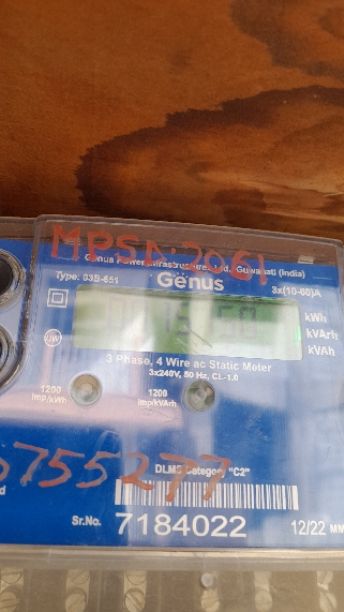 MPSA:7061
Genus Power Infrastructures Ltd., Guwahati (India)
Type: 03B-651
Genus
3x(10-60)A
kWh
kVArh
kVAh
3 Phase, 4 Wire ac Static Meter
3x240V, 50 Hz, CL-1.0
1200
imp/kWh
1200
imp/kVArh
755277
DLMS Category "C2"
Sr.No. 7184022
12/22